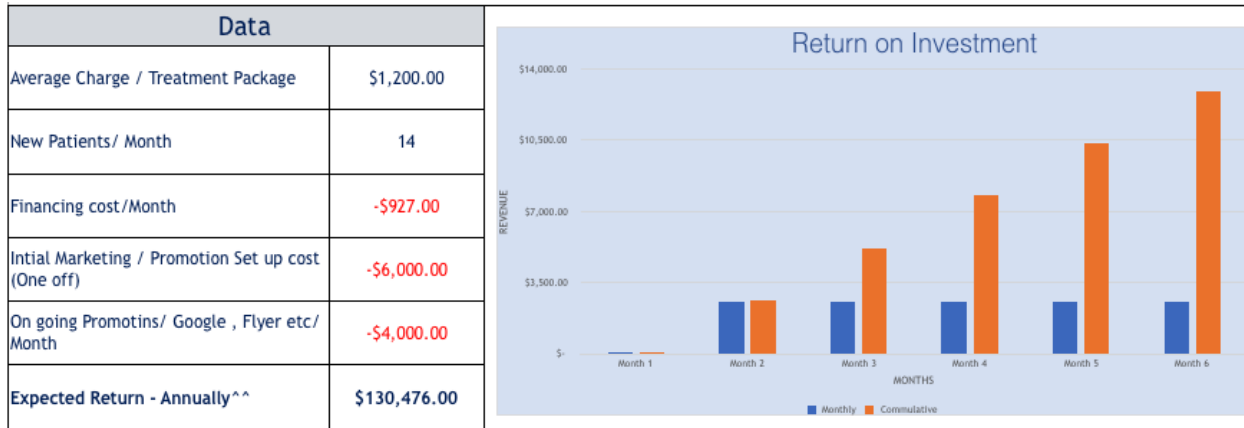 Data
Average Charge / Treatment Package
$1,200.00
New Patients/ Month
14
Financing cost/Month
-$927.00
Intial Marketing / Promotion Set up cost
(One off)
-$6,000.00
On going Promotins/ Google , Flyer etc/
Month
-$4,000.00
Expected Return - Annually^^
$130,476.00
Return on Investment
$14,000.00
$10,500.00
$7,000.00
$3,500.00
$-
REVENUE
Month 1
Month 2
Month 3
Month 4
Month 5
Month 6
MONTHS
Monthly
Commulative